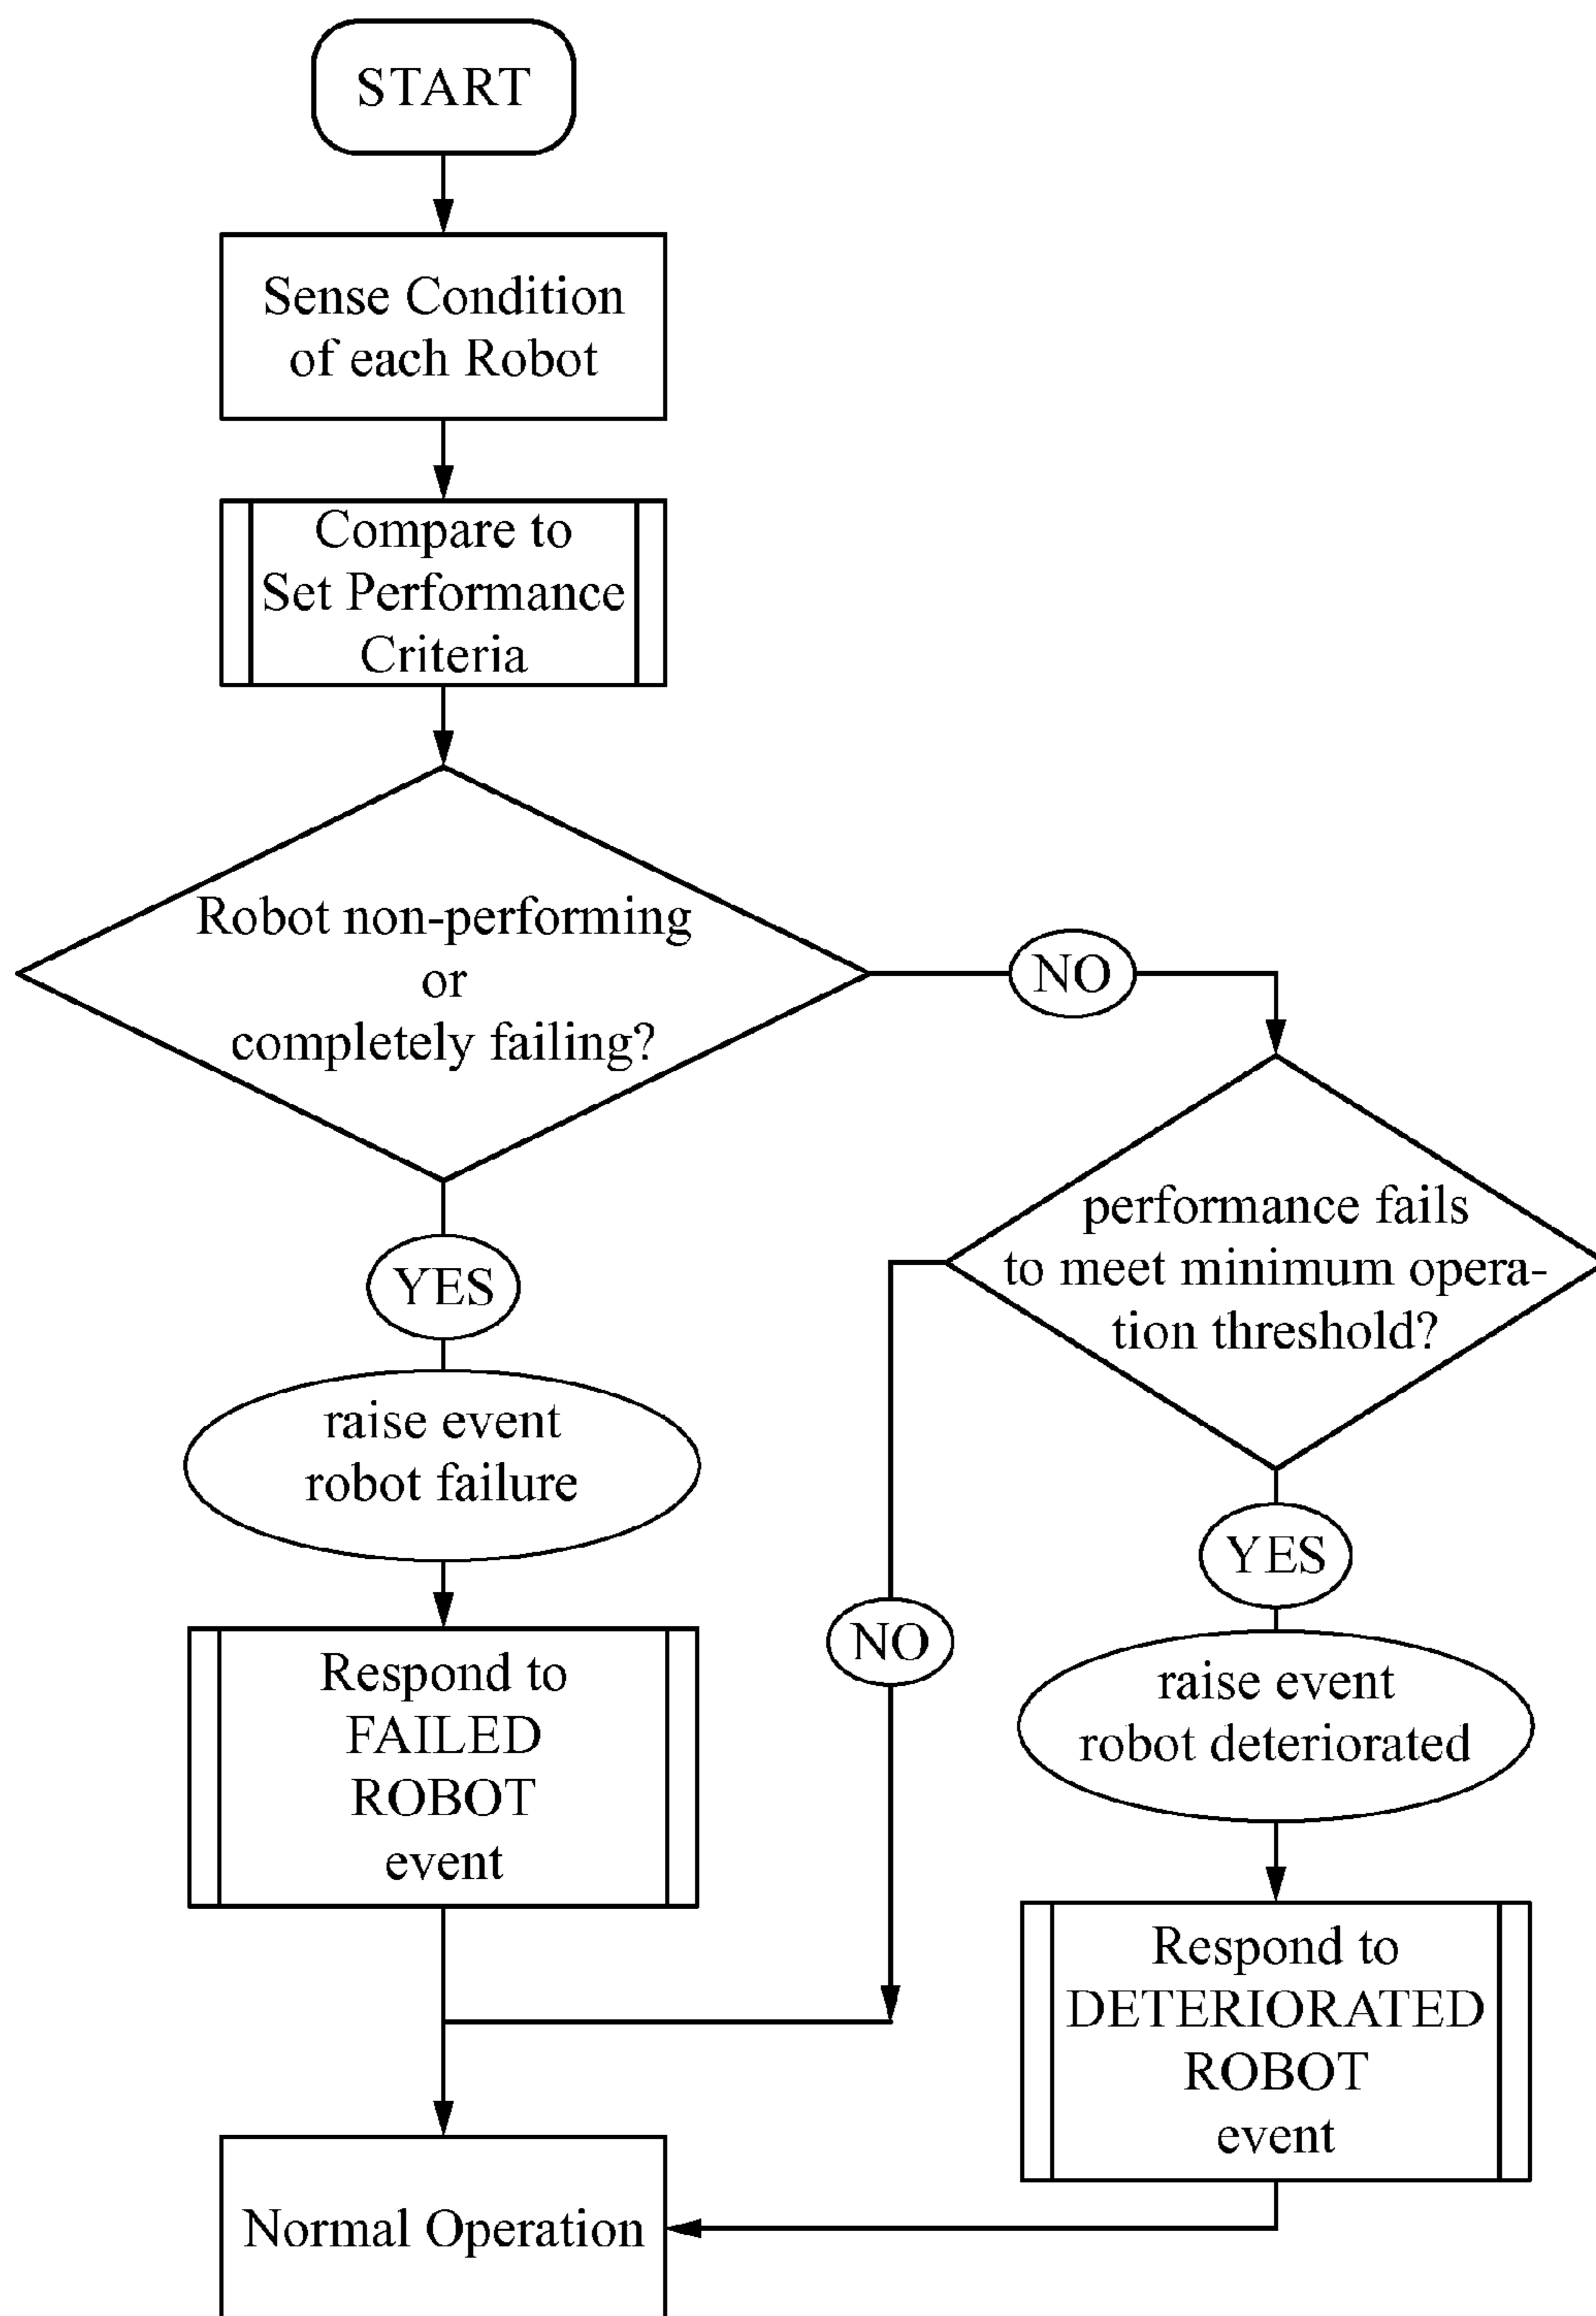 START
Sense Condition
of each Robot
Compare to
Set Performance
Criteria
Robot non-performing
or
completely failing?
NO
performance fails
to meet minimum opera-
tion threshold?
YES
raise event
robot failure
YES
NO
raise event
robot deteriorated
Respond to
FAILED
ROBOT
event
Respond to
DETERIORATED
ROBOT
event
Normal Operation